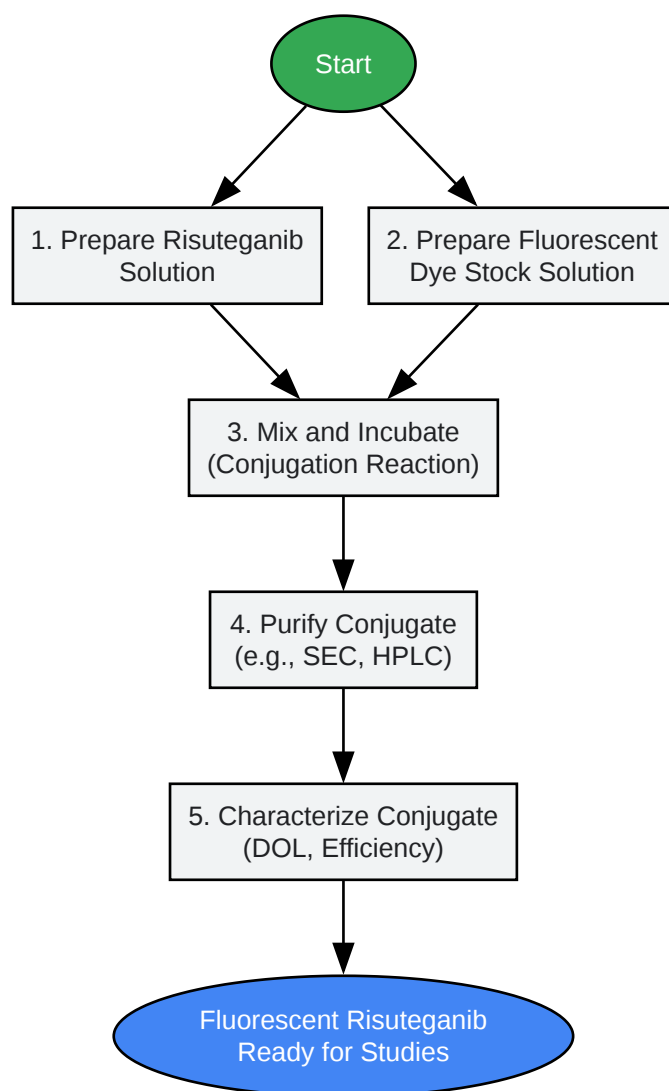 Start
1. Prepare Risuteganib
Solution
2. Prepare Fluorescent
Dye Stock Solution
3. Mix and Incubate
(Conjugation Reaction)
4. Purify Conjugate
(e.g., SEC, HPLC)
5. Characterize Conjugate
(DOL, Efficiency)
Fluorescent Risuteganib
Ready for Studies